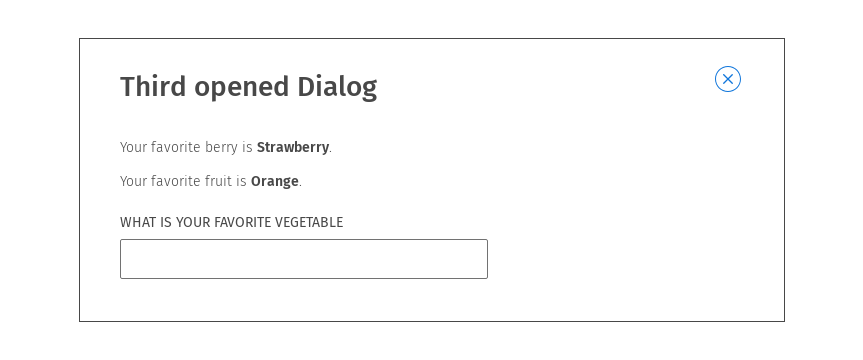 Third opened Dialog
Your favorite berry is Strawberry.
Your favorite fruit is Orange.
WHAT IS YOUR FAVORITE VEGETABLE